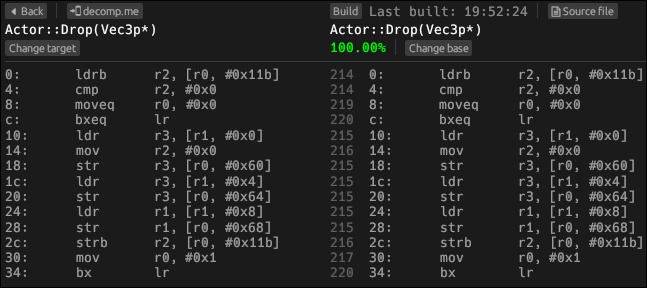 Back decomp.me Build Last built: 19:52:24 Source file
Actor::Drop(Vec3p*) Actor::Drop(Vec3p*)
Change target 100.00% Change base
0: ldrb r2, [r0, #0x11b] 214 0: ldrb r2, [r0, #0x11b]
4: cmp r2, #0x0 214 4: cmp r2, #0x0
8: moveq r0, #0x0 219 8: moveq r0, #0x0
c: bxeq lr 220 c: bxeq lr
10: ldr r3, [r1, #0x0] 215 10: ldr r3, [r1, #0x0]
14: mov r2, #0x0 216 14: mov r2, #0x0
18: str r3, [r0, #0x60] 215 18: str r3, [r0, #0x60]
1c: ldr r3, [r1, #0x4] 215 1c: ldr r3, [r1, #0x4]
20: str r3, [r0, #0x64] 215 20: str r3, [r0, #0x64]
24: ldr r1, [r1, #0x8] 215 24: ldr r1, [r1, #0x8]
28: str r1, [r0, #0x68] 215 28: str r1, [r0, #0x68]
2c: strb r2, [r0, #0x11b] 216 2c: strb r2, [r0, #0x11b]
30: mov r0, #0x1 217 30: mov r0, #0x1
34: bx lr 220 34: bx lr